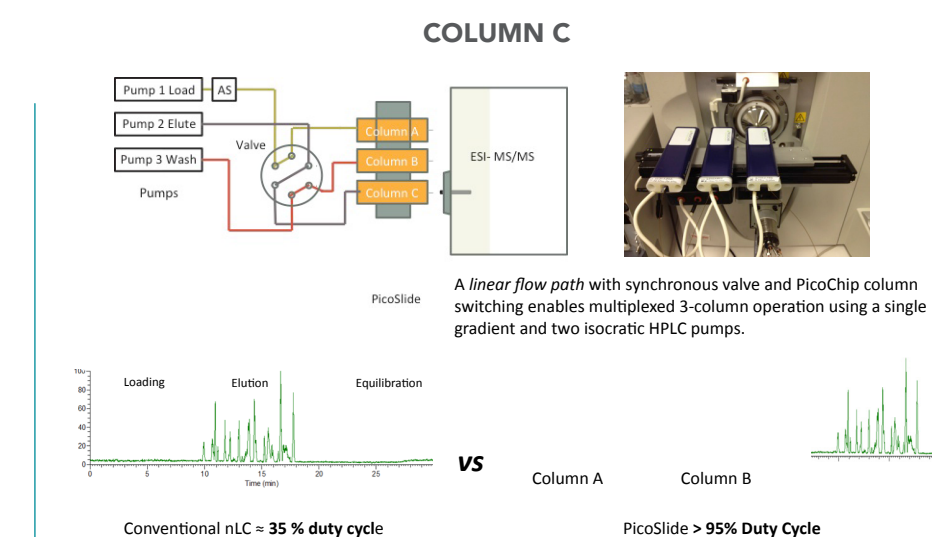 COLUMN C
Pump 1 Load
AS
Pump 2 Elute
Valve
Pump 3 Wash
Pumps
Column A
Column B
Column C
ESI- MS/MS
PicoSlide
A linear flow path with synchronous valve and PicoChip column
switching enables multiplexed 3-column operation using a single
gradient and two isocratic HPLC pumps.
Loading
Elution
Equilibration
100
80
60
40
20
0
0 5 10 15 20 25
Time (min)
VS
Column A
Column B
Conventional nLC ≈ 35 % duty cycle
PicoSlide > 95% Duty Cycle